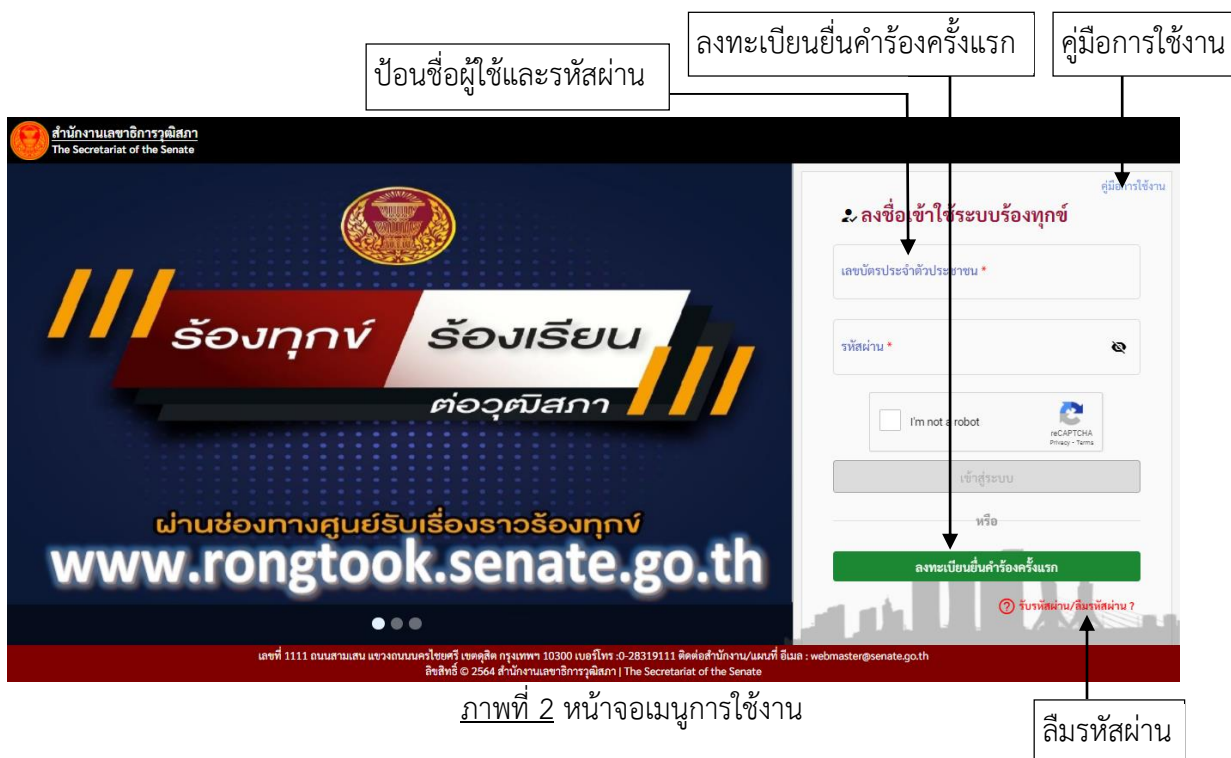 ลงทะเบียนยื่นคำร้องครั้งแรก
คู่มือการใช้งาน
ป้อนชื่อผู้ใช้และรหัสผ่าน
สำนักงานเลขาธิการวุฒิสภา
The Secretariat of the Senate
ร้องทุกข์ ร้องเรียน
ต่อวุฒิสภา
ผ่านช่องทางศูนย์รับเรื่องราวร้องทุกข์
www.rongtook.senate.go.th
คู่มือการใช้งาน
ลงชื่อเข้าใช้ระบบร้องทุกข์
เลขบัตรประจำตัวประชาชน *
รหัสผ่าน *
I'm not a robot
reCAPTCHA
Privacy - Terms
เข้าสู่ระบบ
หรือ
ลงทะเบียนยื่นคำร้องครั้งแรก
รับรหัสผ่าน/ลืมรหัสผ่าน ?
เลขที่ 1111 ถนนสามเสน แขวงถนนนครไชยศรี เขตดุสิต กรุงเทพฯ 10300 เบอร์โทร :0-28319111 ติดต่อสำนักงาน/แผนที่ อีเมล : webmaster@senate.go.th
ลิขสิทธิ์ © 2564 สำนักงานเลขาธิการวุฒิสภา | The Secretariat of the Senate
ภาพที่ 2 หน้าจอเมนูการใช้งาน
ลืมรหัสผ่าน